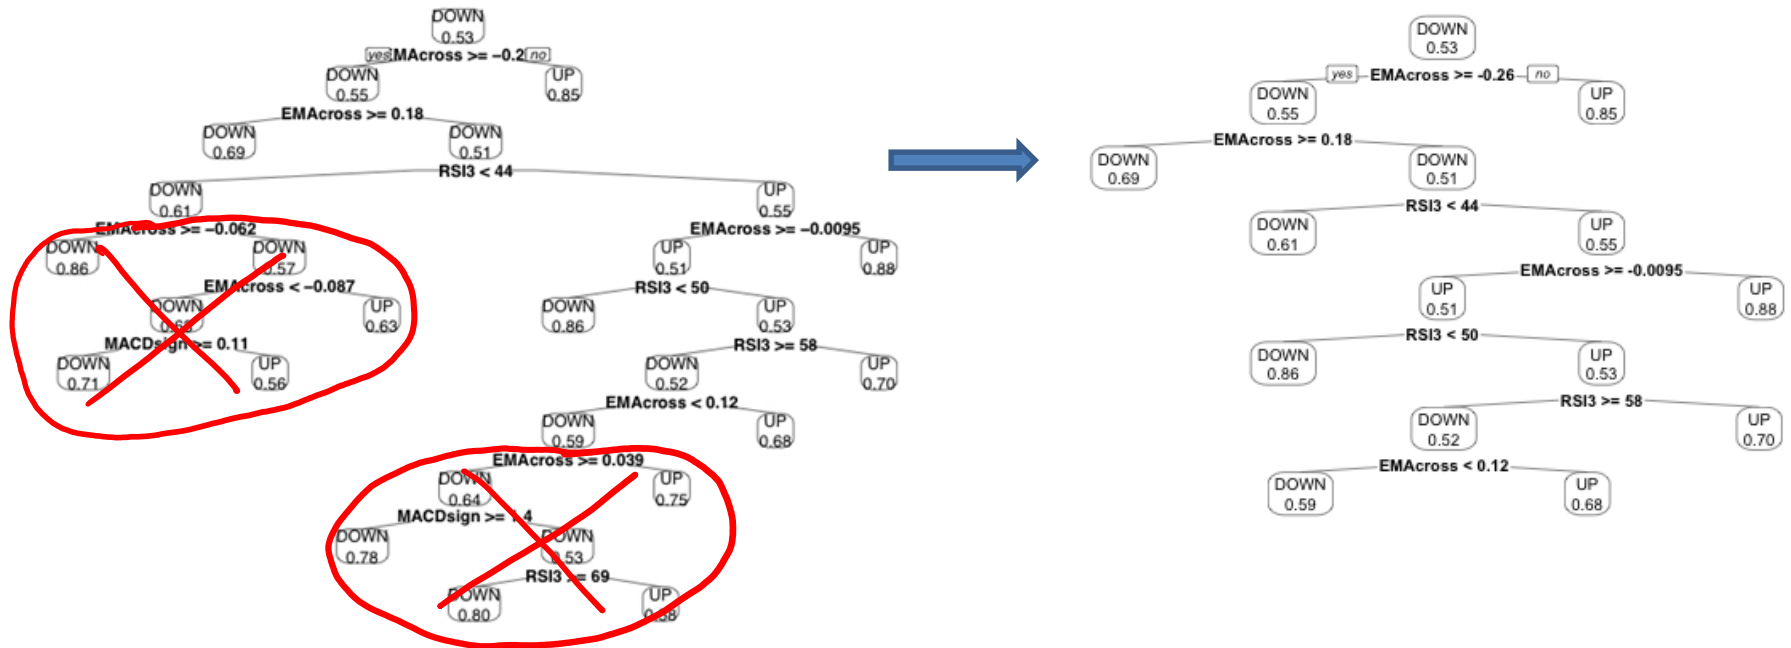 DOWN
0.53
yes MAcross >= −0.2 no
DOWN
0.55
UP
0.85
EMAcross >= 0.18
DOWN
0.69
DOWN
0.51
RSI3 < 44
DOWN
0.61
UP
0.55
EMAcross >= −0.062
EMAcross >= −0.0095
DOWN
0.86
DOWN
0.57
UP
0.51
UP
0.88
EMAcross < −0.087
RSI3 < 50
DOWN
UP
0.63
DOWN
0.86
UP
0.53
MACDsign >= 0.11
RSI3 >= 58
DOWN
0.71
UP
0.56
DOWN
0.52
UP
0.70
EMAcross < 0.12
DOWN
0.59
UP
0.68
EMAcross >= 0.039
DOWN
0.64
UP
0.75
MACDsign >= 1.4
DOWN
0.78
DOWN
0.53
RSI3 >= 69
DOWN
0.80
UP
DOWN
0.53
yes EMAcross >= -0.26 no
DOWN
0.55
UP
0.85
EMAcross >= 0.18
DOWN
0.69
DOWN
0.51
RSI3 < 44
DOWN
0.61
UP
0.55
EMAcross >= -0.0095
UP
0.51
UP
0.88
RSI3 < 50
DOWN
0.86
UP
0.53
RSI3 >= 58
DOWN
0.52
UP
0.70
EMAcross < 0.12
DOWN
0.59
UP
0.68